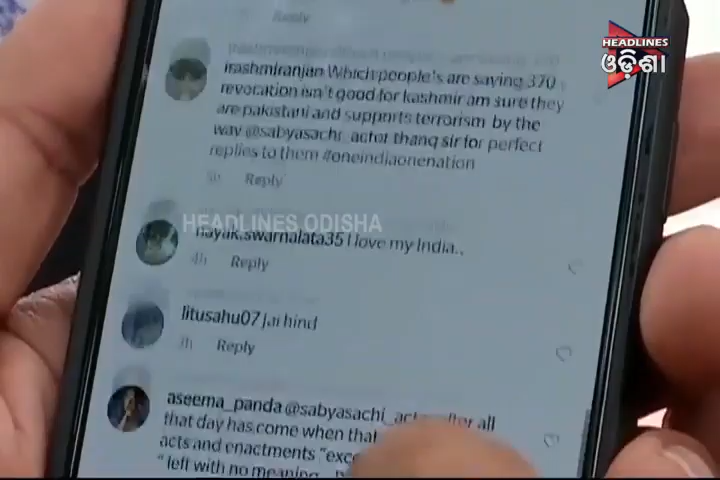 Reply
HEADLINES
ଓଡ଼ିଶା
irashmiranjan Which people's are saying 370
revocation isn't good for kashmir am sure they
are pakistani and supports terrorism by the
way @sabyasachi_actor thanq sir for perfect
replies to them #oneindiaonenation
Reply
HEADLINES ODISHA
nayak.swarnalata35 I love my India..
4h Reply
litusahu07 jai hind
Reply
aseema_panda @sabyasachi_actor after all
that day has come when that
acts and enactments "exce
"left with no meaning